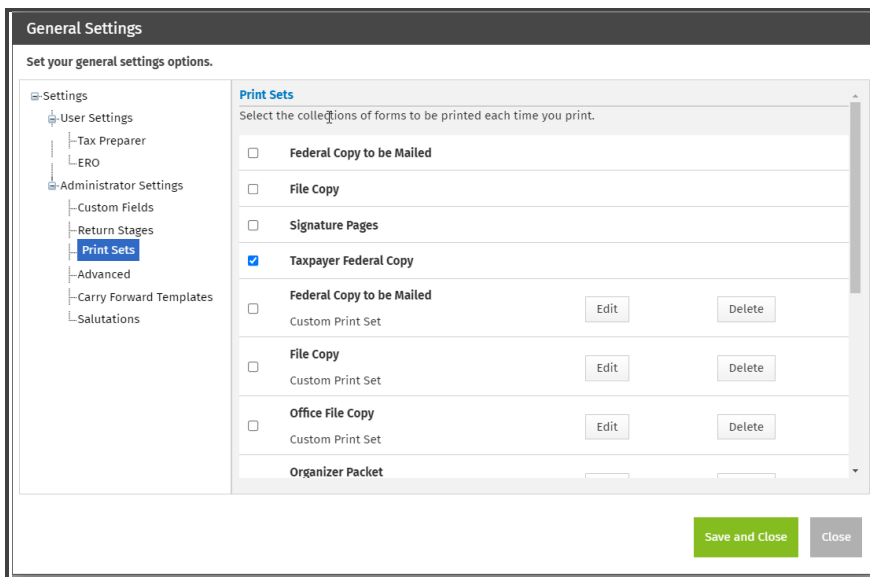 General Settings
Set your general settings options.
Settings
User Settings
Tax Preparer
ERO
Administrator Settings
Custom Fields
Return Stages
Print Sets
Advanced
Carry Forward Templates
Salutations
Print Sets
Select the collections of forms to be printed each time you print.
Federal Copy to be Mailed
File Copy
Signature Pages
Taxpayer Federal Copy
Federal Copy to be Mailed
Custom Print Set
Edit Delete
File Copy
Custom Print Set
Edit Delete
Office File Copy
Custom Print Set
Edit Delete
Organizer Packet
Save and Close Close